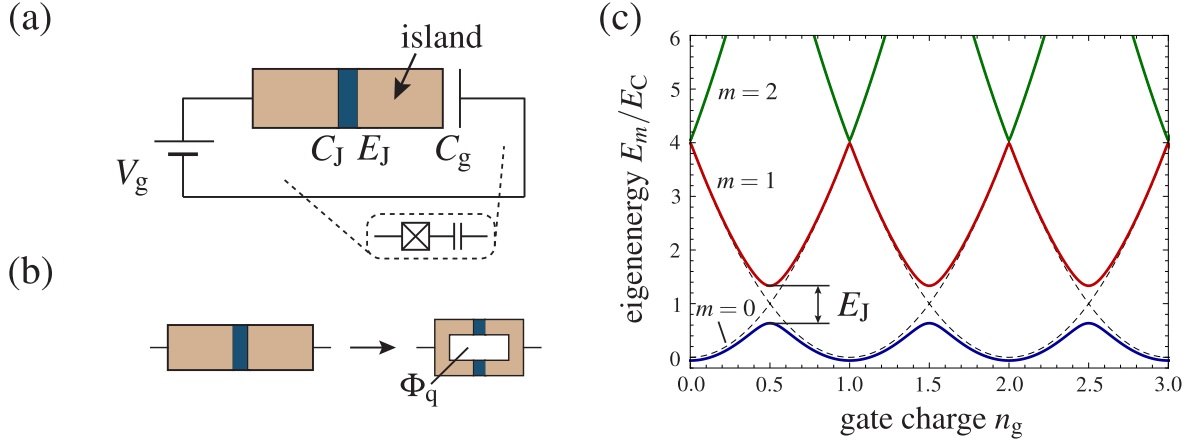 (a)
island
C_J E_J C_g
V_g
(b)
Φ_q
(c)
eigenenergy E_m/E_C
6
5
4
3
2
1
0
m = 2
m = 1
m = 0
E_J
0.0 0.5 1.0 1.5 2.0 2.5 3.0
gate charge n_g